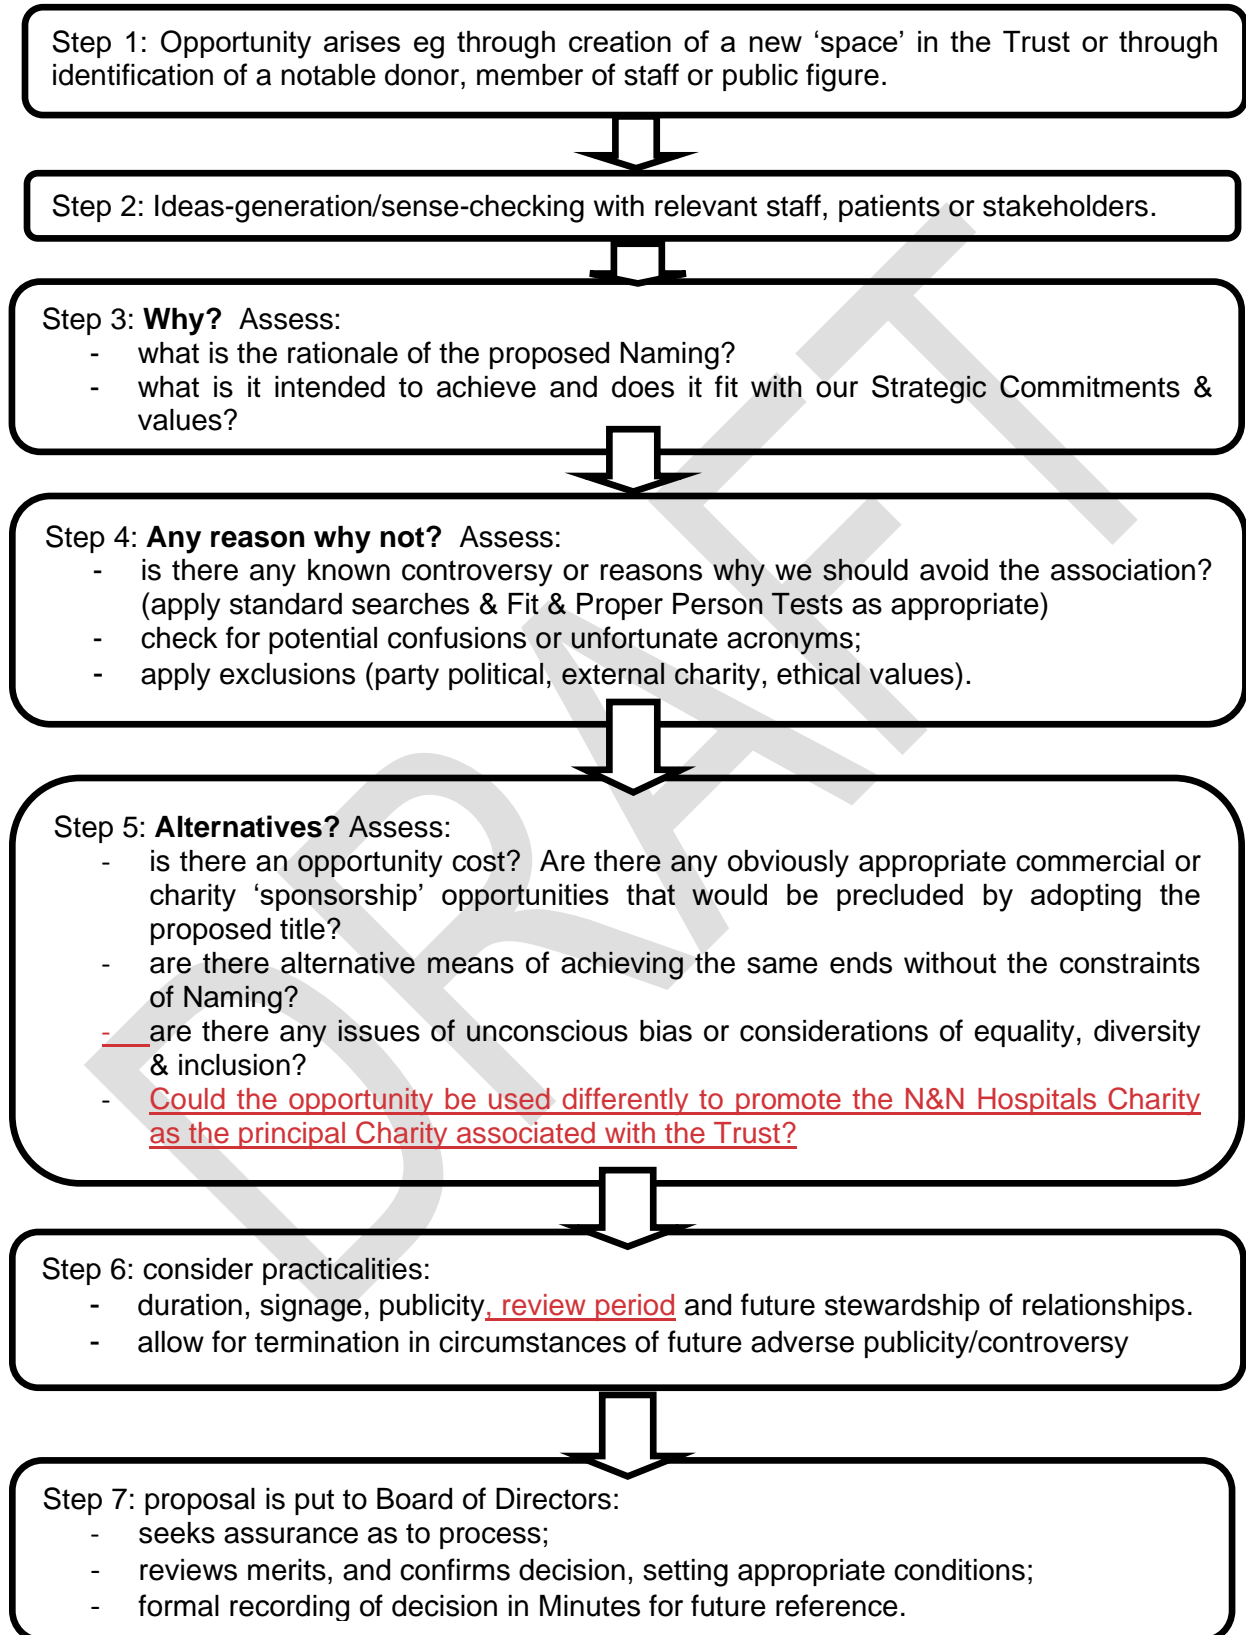 Step 1: Opportunity arises eg through creation of a new ‘space’ in the Trust or through
identification of a notable donor, member of staff or public figure.
Step 2: Ideas-generation/sense-checking with relevant staff, patients or stakeholders.
Step 3: Why? Assess:
- what is the rationale of the proposed Naming?
- what is it intended to achieve and does it fit with our Strategic Commitments &
values?
Step 4: Any reason why not? Assess:
- is there any known controversy or reasons why we should avoid the association?
(apply standard searches & Fit & Proper Person Tests as appropriate)
- check for potential confusions or unfortunate acronyms;
- apply exclusions (party political, external charity, ethical values).
Step 5: Alternatives? Assess:
- is there an opportunity cost? Are there any obviously appropriate commercial or
charity ‘sponsorship’ opportunities that would be precluded by adopting the
proposed title?
- are there alternative means of achieving the same ends without the constraints
of Naming?
- are there any issues of unconscious bias or considerations of equality, diversity
& inclusion?
- Could the opportunity be used differently to promote the N&N Hospitals Charity
as the principal Charity associated with the Trust?
Step 6: consider practicalities:
- duration, signage, publicity, review period and future stewardship of relationships.
- allow for termination in circumstances of future adverse publicity/controversy
Step 7: proposal is put to Board of Directors:
- seeks assurance as to process;
- reviews merits, and confirms decision, setting appropriate conditions;
- formal recording of decision in Minutes for future reference.
DRAFT